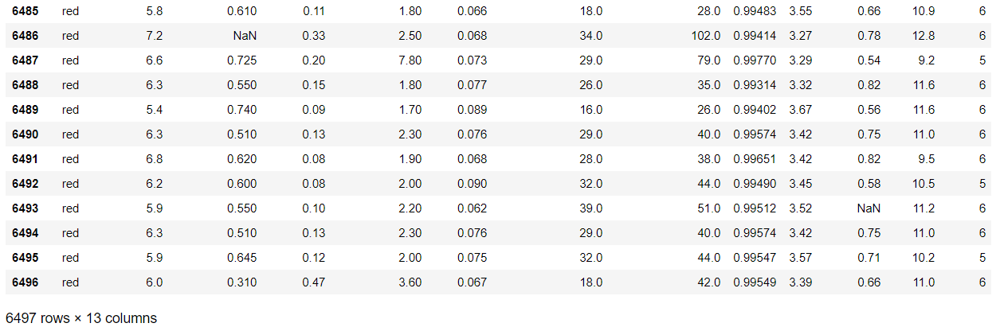 6485 red 5.8 0.610 0.11 1.80 0.066 18.0 28.0 0.99483 3.55 0.66 10.9 6
6486 red 7.2 NaN 0.33 2.50 0.068 34.0 102.0 0.99414 3.27 0.78 12.8 6
6487 red 6.6 0.725 0.20 7.80 0.073 29.0 79.0 0.99770 3.29 0.54 9.2 5
6488 red 6.3 0.550 0.15 1.80 0.077 26.0 35.0 0.99314 3.32 0.82 11.6 6
6489 red 5.4 0.740 0.09 1.70 0.089 16.0 26.0 0.99402 3.67 0.56 11.6 6
6490 red 6.3 0.510 0.13 2.30 0.076 29.0 40.0 0.99574 3.42 0.75 11.0 6
6491 red 6.8 0.620 0.08 1.90 0.068 28.0 38.0 0.99651 3.42 0.82 9.5 6
6492 red 6.2 0.600 0.08 2.00 0.090 32.0 44.0 0.99490 3.45 0.58 10.5 5
6493 red 5.9 0.550 0.10 2.20 0.062 39.0 51.0 0.99512 3.52 NaN 11.2 6
6494 red 6.3 0.510 0.13 2.30 0.076 29.0 40.0 0.99574 3.42 0.75 11.0 6
6495 red 5.9 0.645 0.12 2.00 0.075 32.0 44.0 0.99547 3.57 0.71 10.2 5
6496 red 6.0 0.310 0.47 3.60 0.067 18.0 42.0 0.99549 3.39 0.66 11.0 6
6497 rows × 13 columns